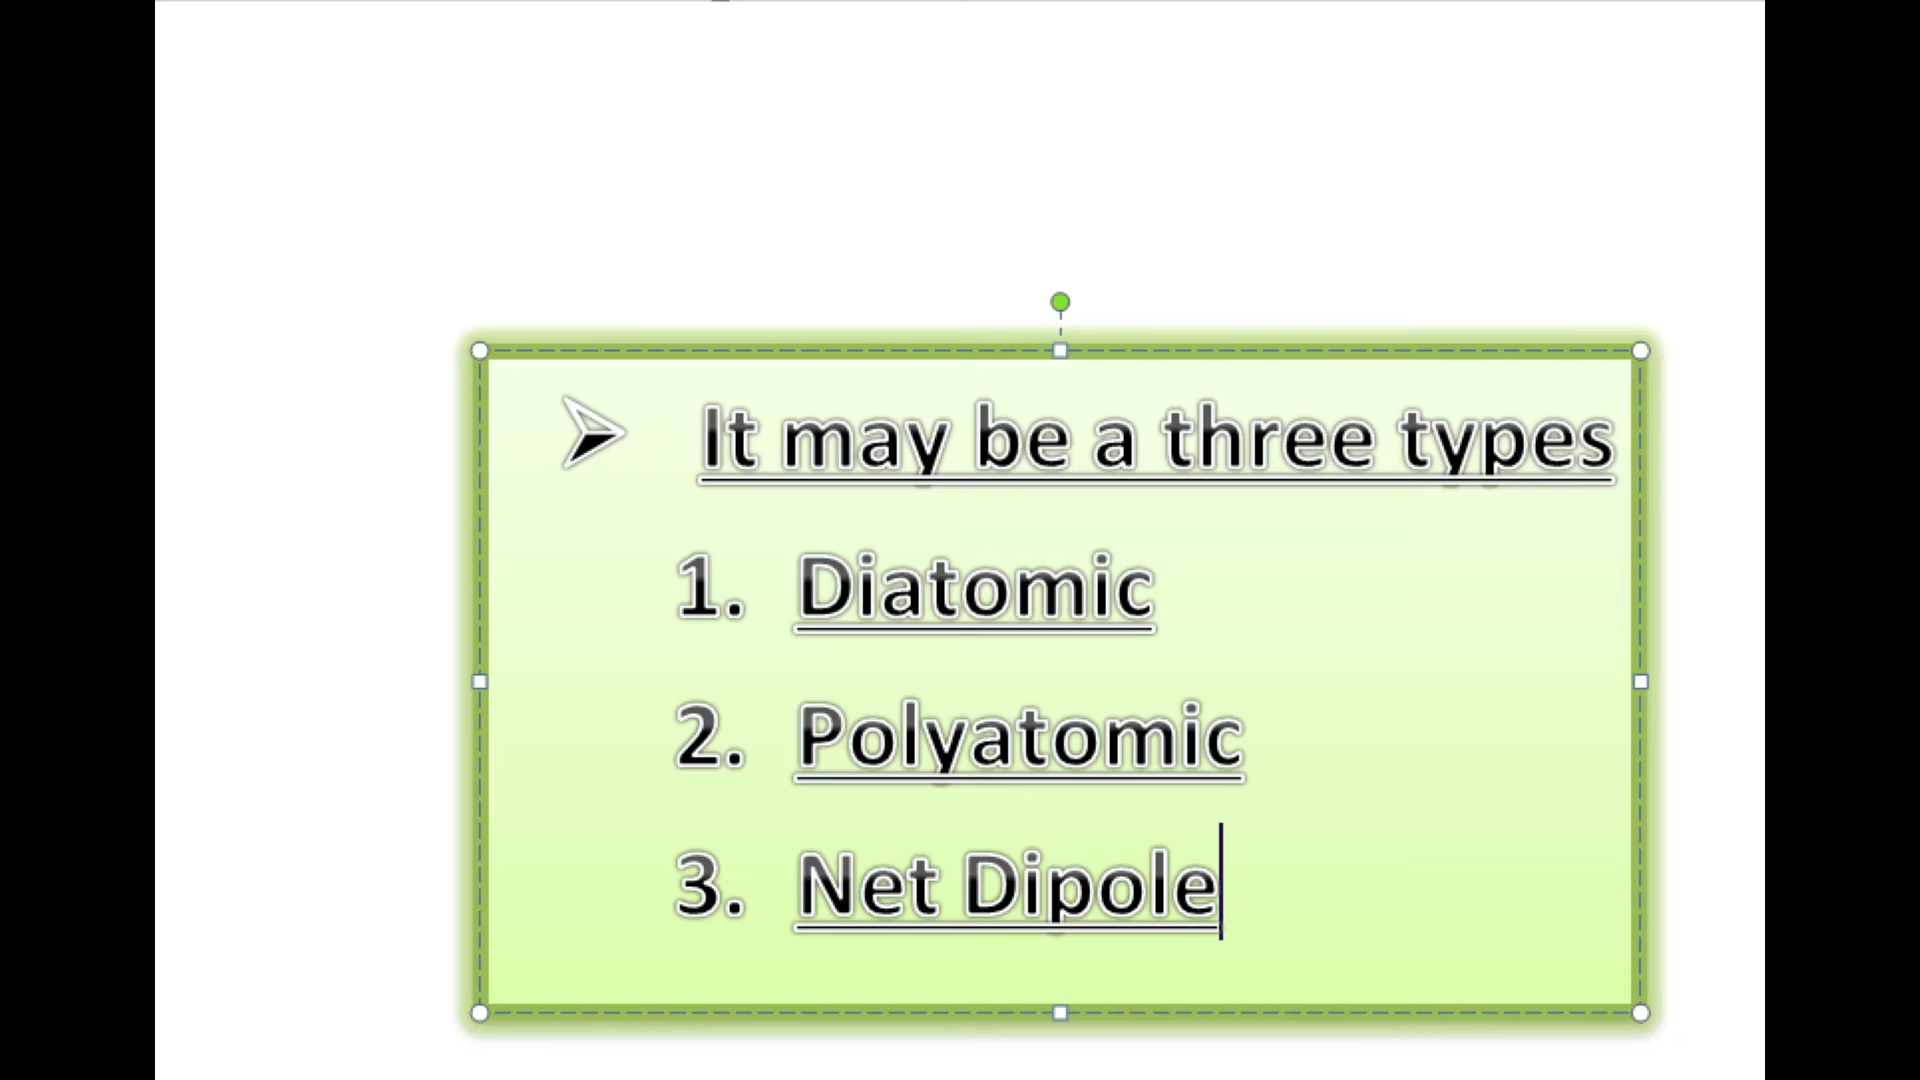 ➢ It may be a three types
1. Diatomic
2. Polyatomic
3. Net Dipole